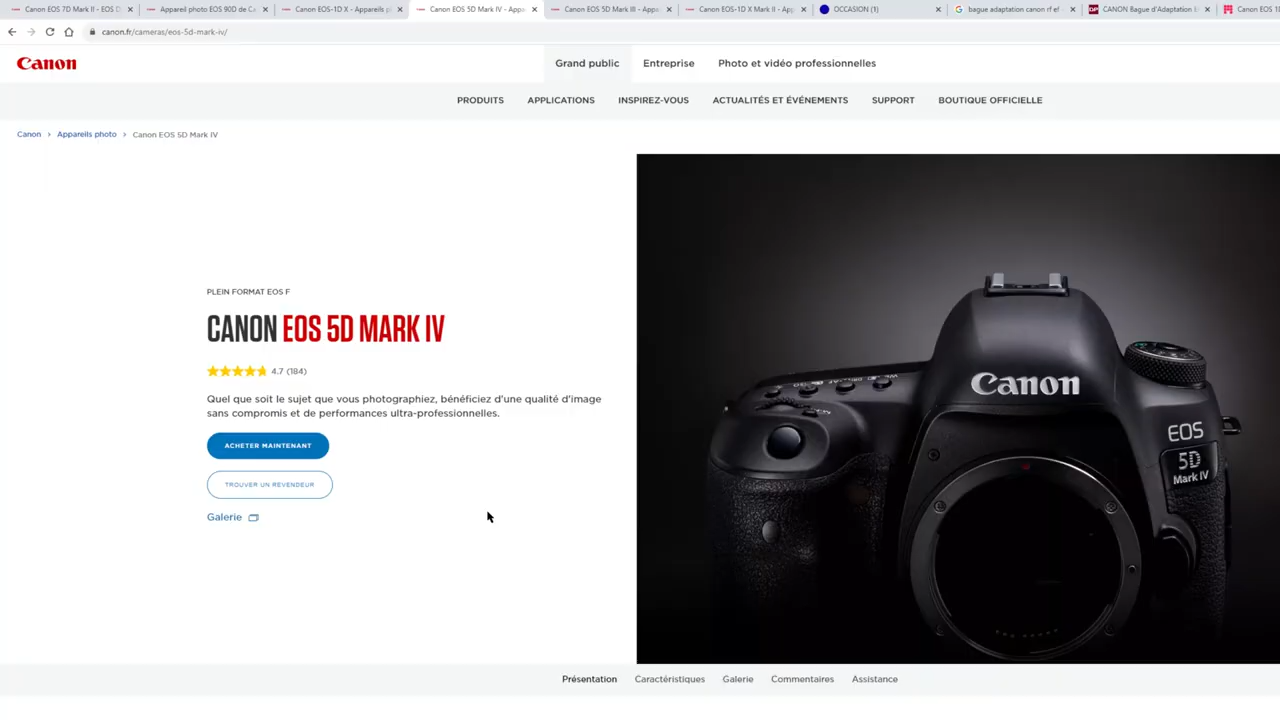 Canon EOS 7D Mark II - EOS D
Appareil photo EOS 90D de C
Canon EOS-1D X - Appareils p
Canon EOS 5D Mark IV - Appa
Canon EOS 5D Mark III - Appa
Canon EOS-1D X Mark II - App
OCCASION (1)
bague adaptation canon rf ef
CANON Bague d'Adaptation E
Canon EOS 1D
canon.fr/cameras/eos-5d-mark-iv/
Canon
Grand public
Entreprise
Photo et vidéo professionnelles
PRODUITS
APPLICATIONS
INSPIREZ-VOUS
ACTUALITÉS ET ÉVÉNEMENTS
SUPPORT
BOUTIQUE OFFICIELLE
Canon > Appareils photo > Canon EOS 5D Mark IV
PLEIN FORMAT EOS F
CANON EOS 5D MARK IV
4.7 (184)
Quel que soit le sujet que vous photographiez, bénéficiez d'une qualité d'image
sans compromis et de performances ultra-professionnelles.
ACHETER MAINTENANT
TROUVER UN REVENDEUR
Galerie
Canon
EOS
5D
Mark IV
Présentation
Caractéristiques
Galerie
Commentaires
Assistance